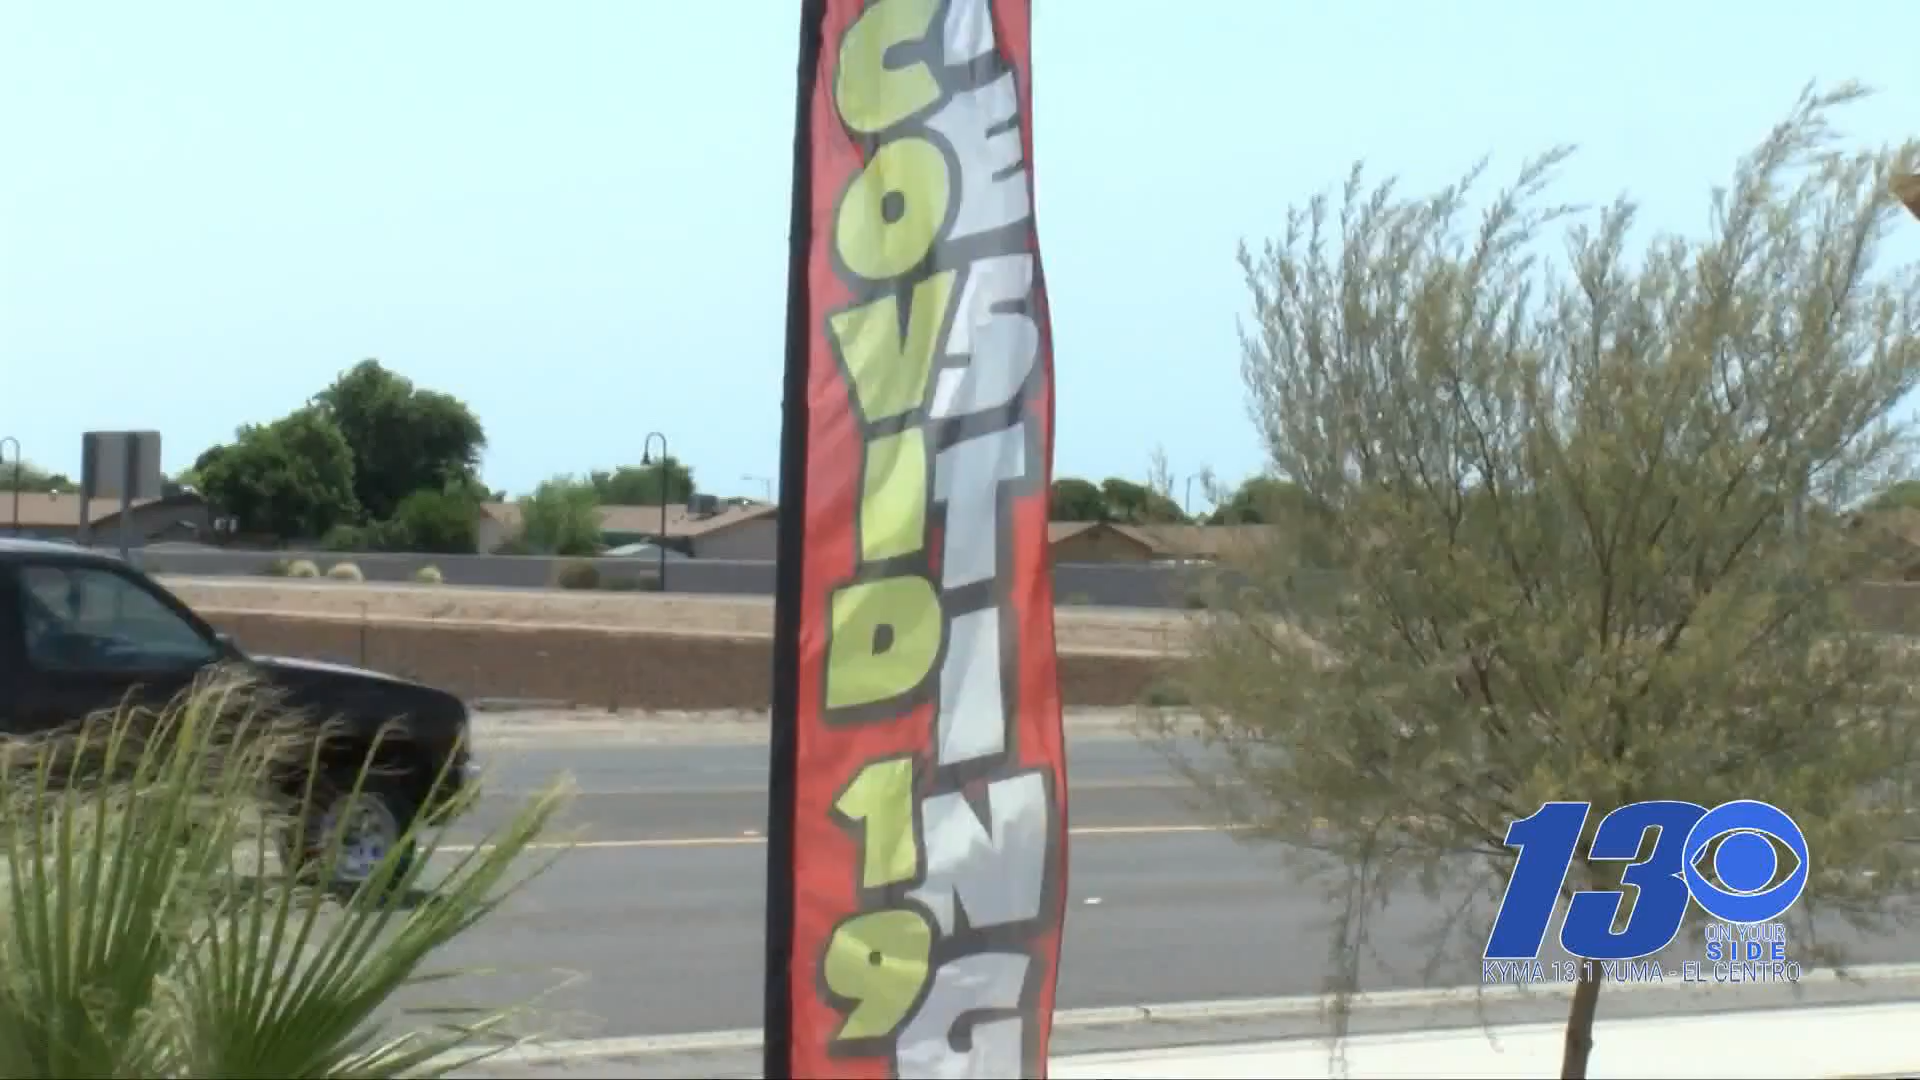 COVID 19
TESTING
13
ON YOUR
SIDE
KYMA 13.1 YUMA - EL CENTRO